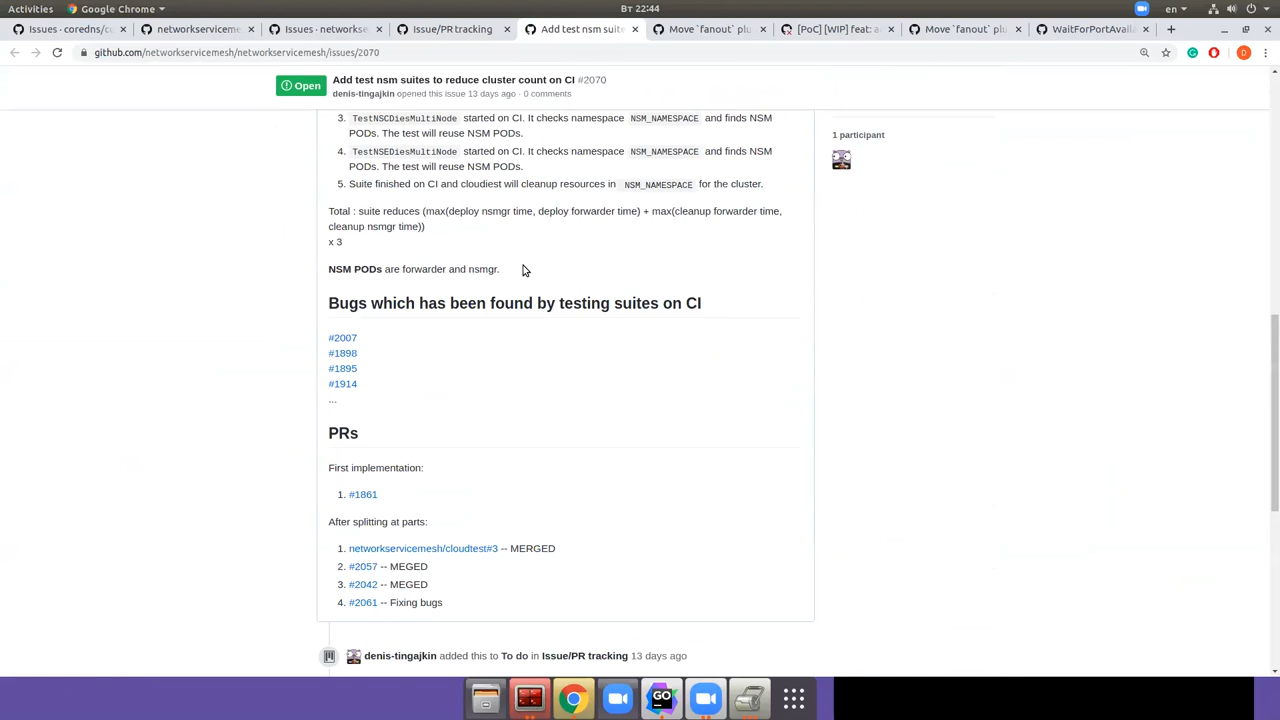 Activities
Google Chrome
Вт 22:44
en
Issues · coredns/c
networkserviceme
Issues · networkse
Issue/PR tracking
Add test nsm suite
Move `fanout` plu
[PoC] [WIP] feat: a
Move `fanout` plu
WaitForPortAvaila
github.com/networkservicemesh/networkservicemesh/issues/2070
D
Open
Add test nsm suites to reduce cluster count on CI #2070
denis-tingajkin opened this issue 13 days ago · 0 comments
3. TestNSCDiesMultiNode started on CI. It checks namespace NSM_NAMESPACE and finds NSM
PODs. The test will reuse NSM PODS.
4. TestNSEDiesMultiNode started on CI. It checks namespace NSM_NAMESPACE and finds NSM
PODs. The test will reuse NSM PODS.
5. Suite finished on CI and cloudiest will cleanup resources in NSM_NAMESPACE for the cluster.
Total : suite reduces (max(deploy nsmgr time, deploy forwarder time) + max(cleanup forwarder time,
cleanup nsmgr time))
x 3
NSM PODs are forwarder and nsmgr.
Bugs which has been found by testing suites on CI
#2007
#1898
#1895
#1914
...
PRs
First implementation:
1. #1861
After splitting at parts:
1. networkservicemesh/cloudtest#3 -- MERGED
2. #2057 -- MEGED
3. #2042 -- MEGED
4. #2061 -- Fixing bugs
denis-tingajkin added this to To do in Issue/PR tracking 13 days ago
1 participant
GO